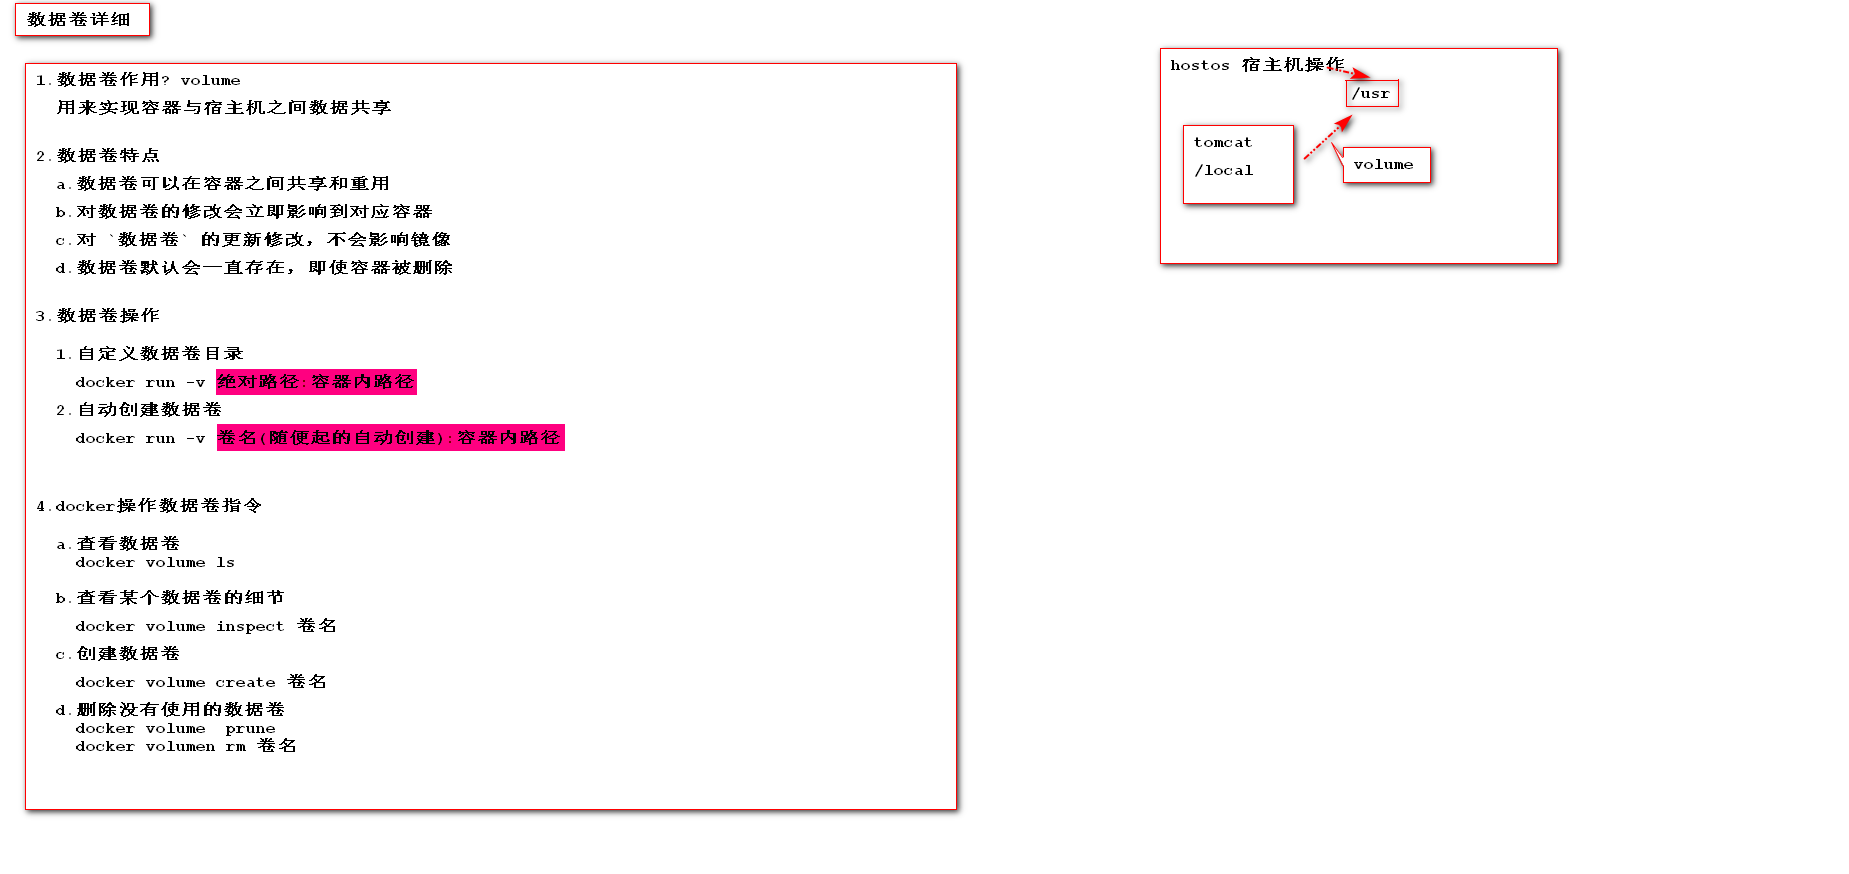 数据卷详细
1.数据卷作用? volume
用来实现容器与宿主机之间数据共享
2.数据卷特点
a.数据卷可以在容器之间共享和重用
b.对数据卷的修改会立即影响到对应容器
c.对 `数据卷` 的更新修改，不会影响镜像
d.数据卷默认会一直存在，即使容器被删除
3.数据卷操作
1.自定义数据卷目录
docker run -v 绝对路径:容器内路径
2.自动创建数据卷
docker run -v 卷名(随便起的自动创建):容器内路径
4.docker操作数据卷指令
a.查看数据卷
docker volume ls
b.查看某个数据卷的细节
docker volume inspect 卷名
c.创建数据卷
docker volume create 卷名
d.删除没有使用的数据卷
docker volume  prune
docker volumen rm 卷名
hostos 宿主机操作
/usr
tomcat
/local
volume